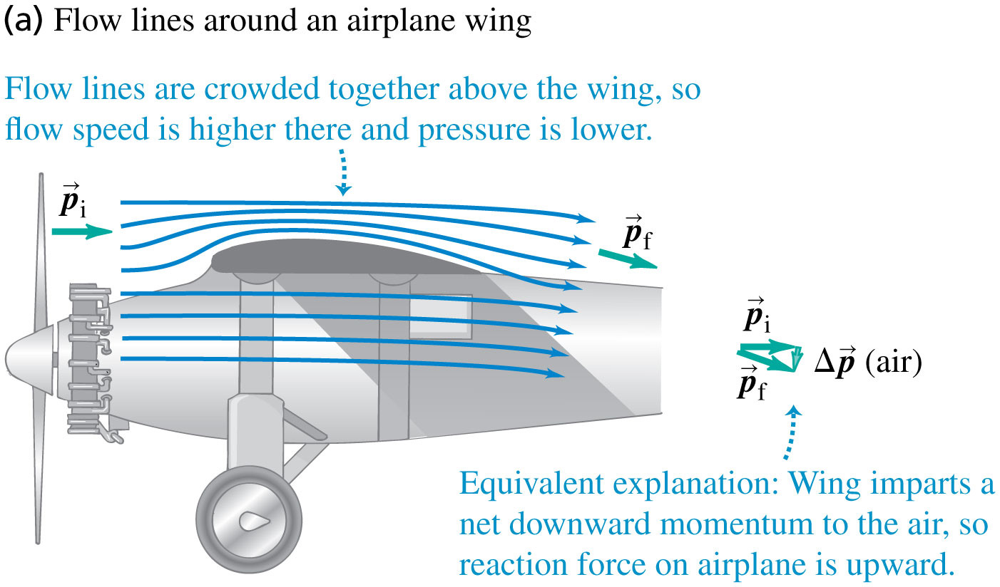 (a) Flow lines around an airplane wing
Flow lines are crowded together above the wing, so
flow speed is higher there and pressure is lower.
p⃗i
p⃗f
p⃗i
Δp⃗ (air)
p⃗f
Equivalent explanation: Wing imparts a
net downward momentum to the air, so
reaction force on airplane is upward.